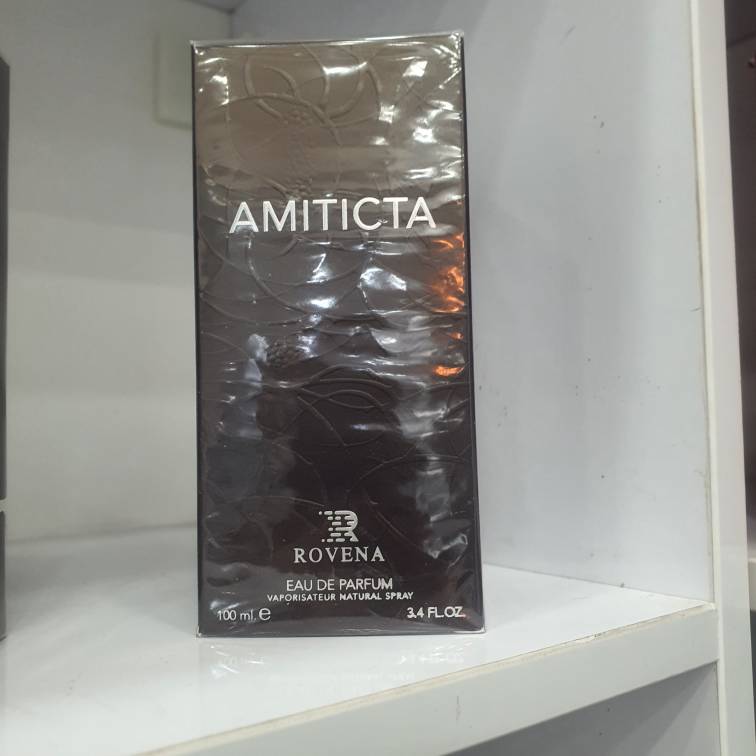 AMITICTA
ROVENA
EAU DE PARFUM
VAPORISATEUR NATURAL SPRAY
100 ml. e 3.4 FL.OZ.